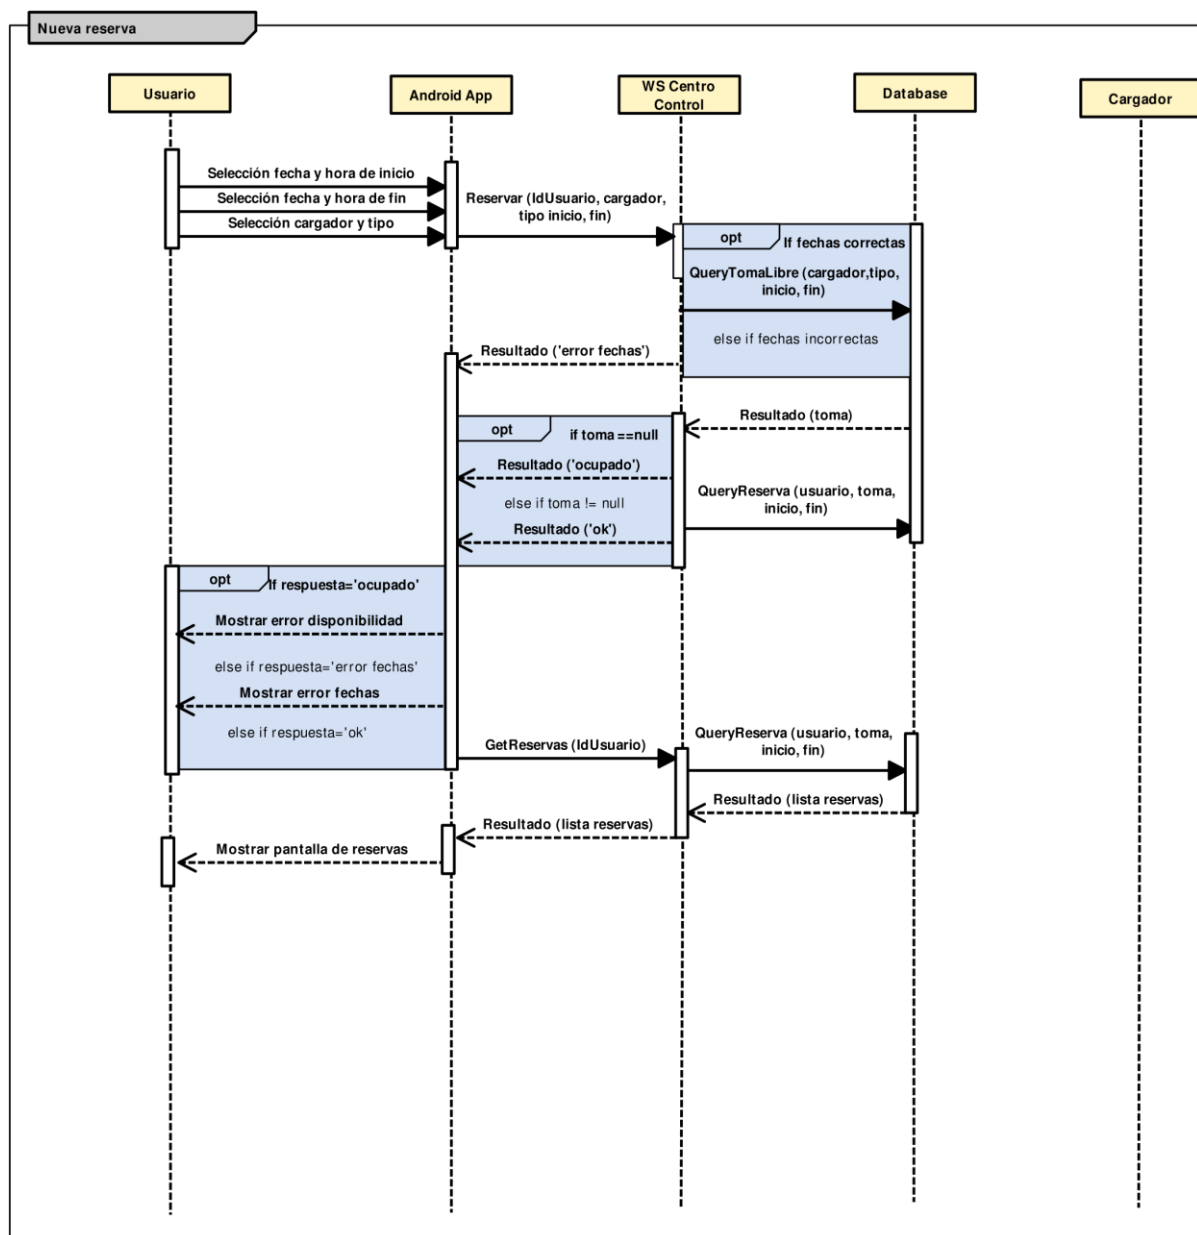 Nueva reserva
Usuario
Android App
WS Centro
Control
Database
Cargador
Selección fecha y hora de inicio
Selección fecha y hora de fin
Selección cargador y tipo
Reservar (IdUsuario, cargador,
tipo inicio, fin)
opt
If fechas correctas
QueryTomaLibre (cargador,tipo,
inicio, fin)
else if fechas incorrectas
Resultado ('error fechas')
Resultado (toma)
opt
if toma ==null
Resultado ('ocupado')
else if toma != null
QueryReserva (usuario, toma,
inicio, fin)
Resultado ('ok')
opt
If respuesta='ocupado'
Mostrar error disponibilidad
else if respuesta='error fechas'
Mostrar error fechas
else if respuesta='ok'
GetReservas (IdUsuario)
QueryReserva (usuario, toma,
inicio, fin)
Resultado (lista reservas)
Resultado (lista reservas)
Mostrar pantalla de reservas